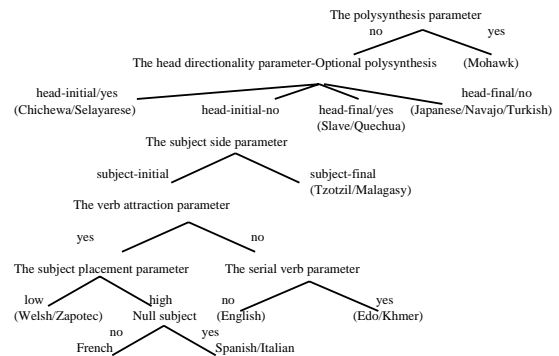 The polysynthesis parameter
no yes
The head directionality parameter-Optional polysynthesis (Mohawk)
head-initial/yes head-initial-no head-final/yes head-final/no
(Chichewa/Selayarese) (Slave/Quechua) (Japanese/Navajo/Turkish)
The subject side parameter
subject-initial subject-final
(Tzotzil/Malagasy)
The verb attraction parameter
yes no
The subject placement parameter The serial verb parameter
low high no yes
(Welsh/Zapotec) Null subject (English) (Edo/Khmer)
no yes
French Spanish/Italian